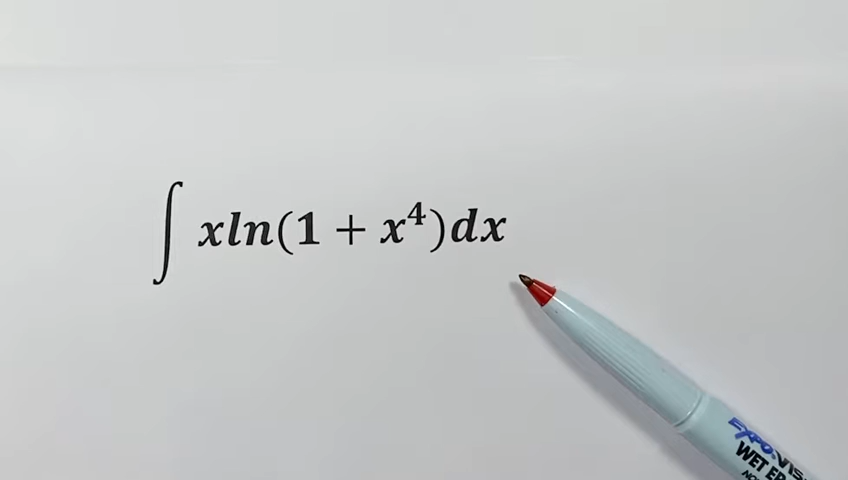 ∫ xln(1 + x⁴)dx
EXPO VIS
WET ER